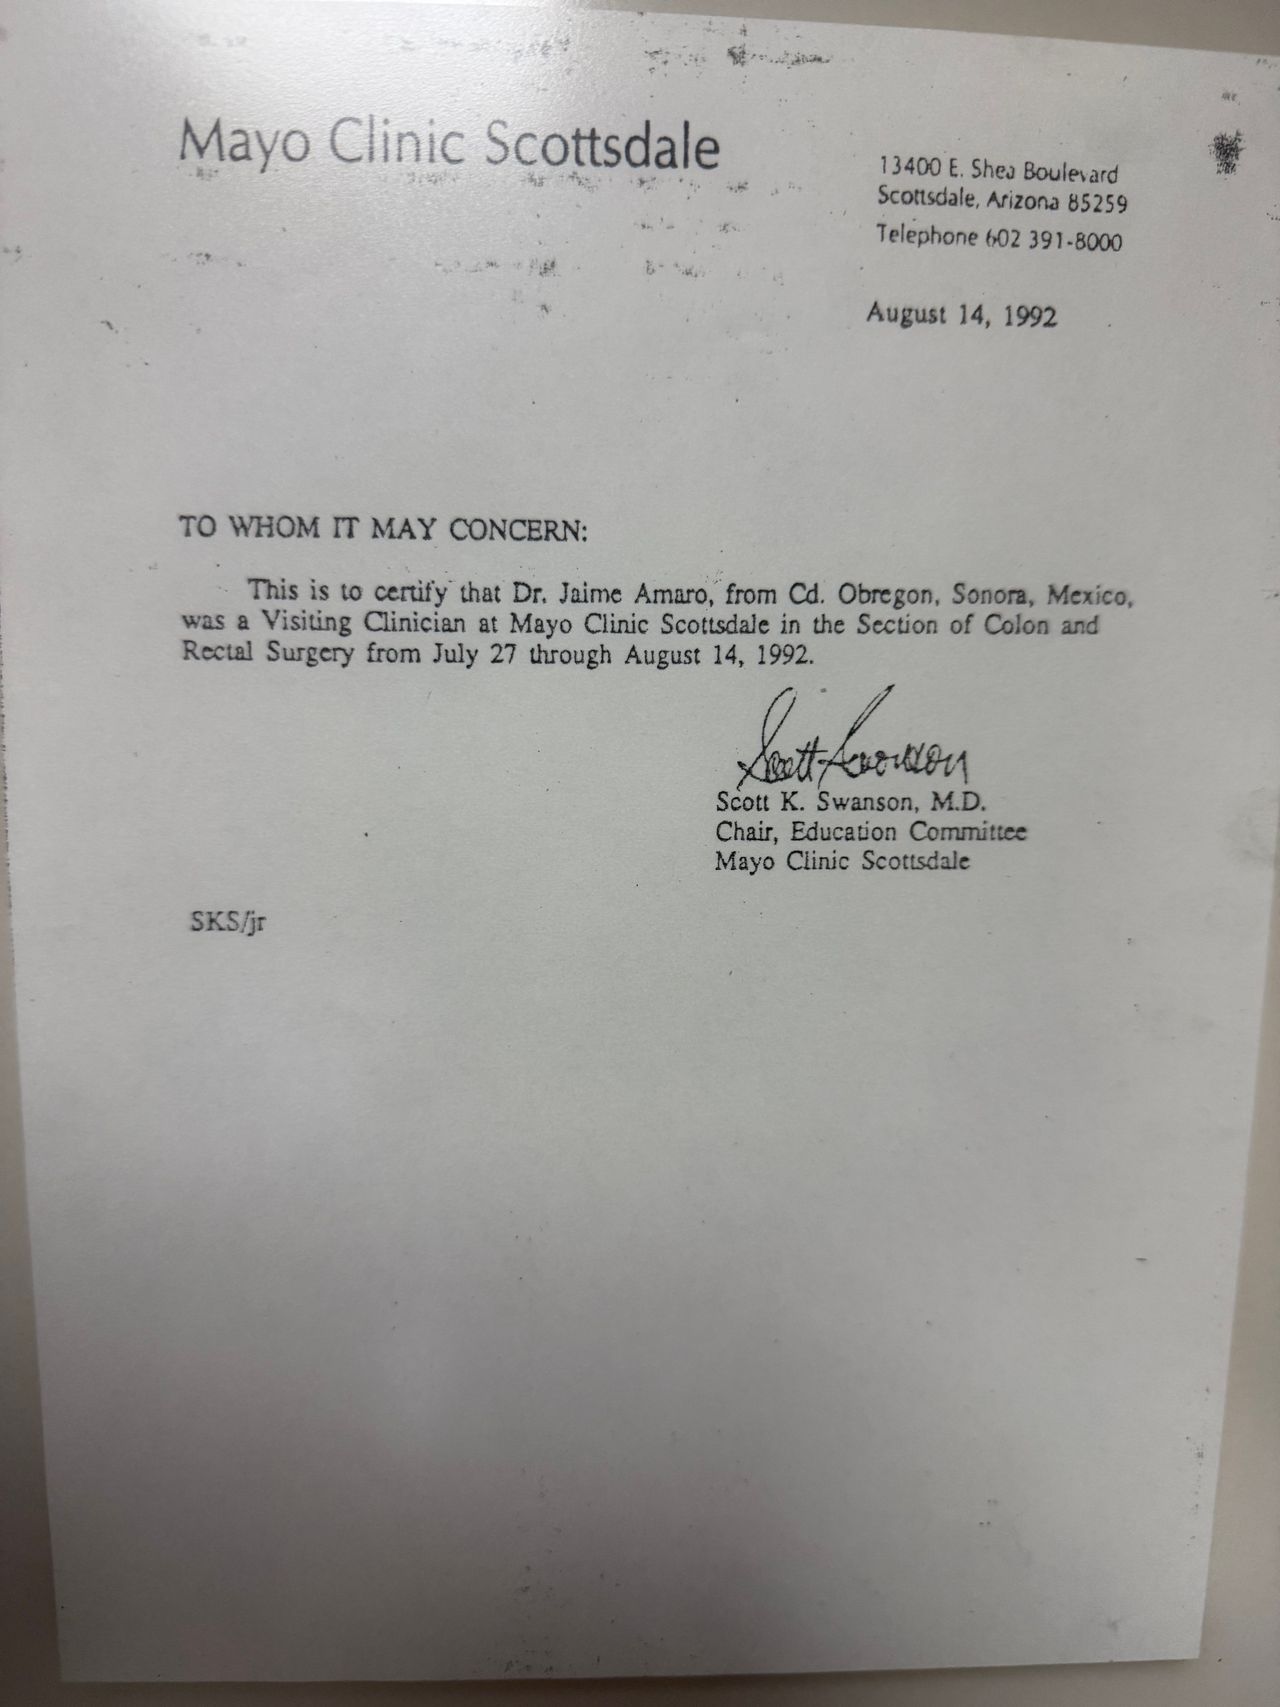 Mayo Clinic Scottsdale
13400 E. Shea Boulevard
Scottsdale, Arizona 85259
Telephone 602 391-8000
August 14, 1992
TO WHOM IT MAY CONCERN:
This is to certify that Dr. Jaime Amaro, from Cd. Obregon, Sonora, Mexico,
was a Visiting Clinician at Mayo Clinic Scottsdale in the Section of Colon and
Rectal Surgery from July 27 through August 14, 1992.
Scott Swanson
Scott K. Swanson, M.D.
Chair, Education Committee
Mayo Clinic Scottsdale
SKS/jr